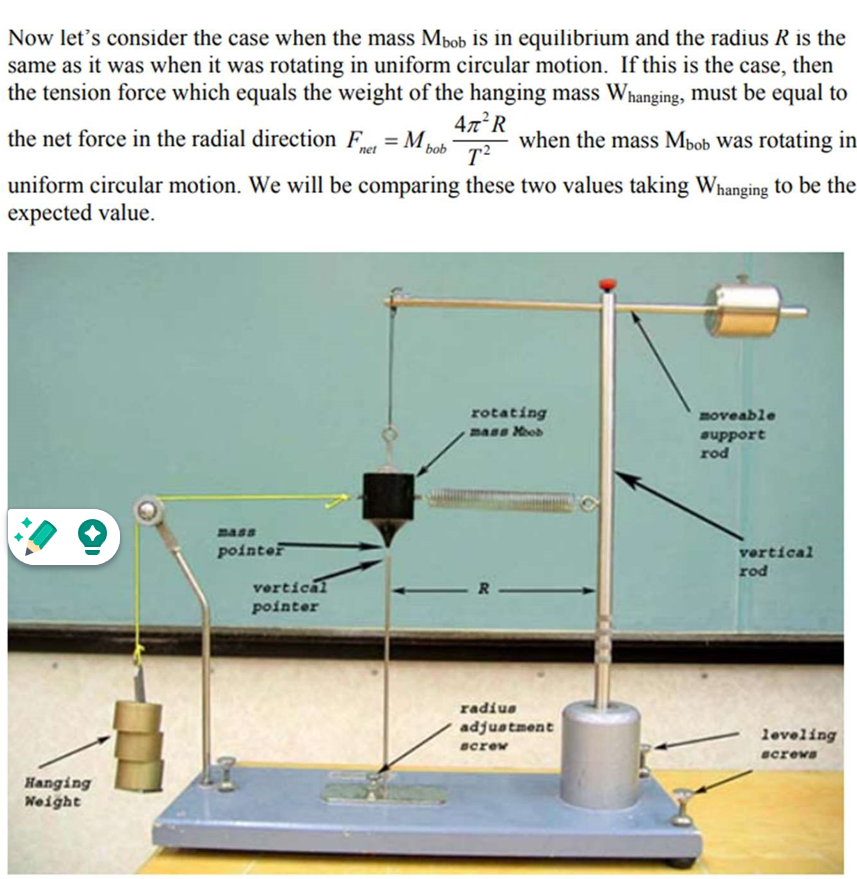 Now let's consider the case when the mass Mbob is in equilibrium and the radius R is the
same as it was when it was rotating in uniform circular motion. If this is the case, then
the tension force which equals the weight of the hanging mass Whanging, must be equal to
the net force in the radial direction F_net = M_bob 4π²R/T² when the mass Mbob was rotating in
uniform circular motion. We will be comparing these two values taking Whanging to be the
expected value.
rotating
mass Mbob
moveable
support
rod
mass
pointer
vertical
rod
vertical
pointer
R
radius
adjustment
screw
leveling
screws
Hanging
Weight